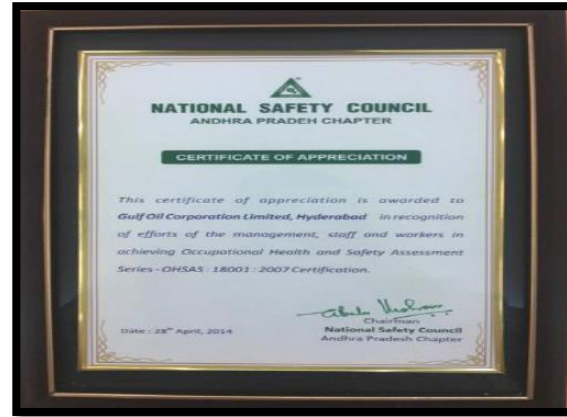 NATIONAL SAFETY COUNCIL
ANDHRA PRADEH CHAPTER
CERTIFICATE OF APPRECIATION
This certificate of appreciation is awarded to
Gulf Oil Corporation Limited, Hyderabad in recognition
of efforts of the management, staff and workers in
achieving Occupational Health and Safety Assessment
Series - OHSAS : 18001 : 2007 Certification.
Chairman
Date : 28th April, 2014
National Safety Council
Andhra Pradesh Chapter